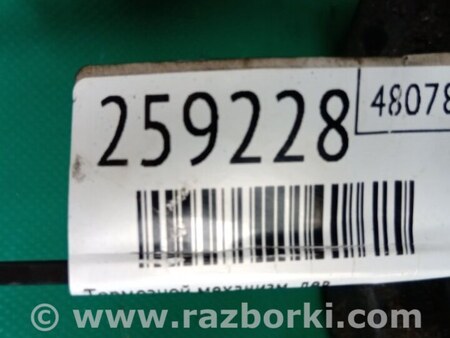 259228
48078
Тормозной механизм лев
© www.razborki.com